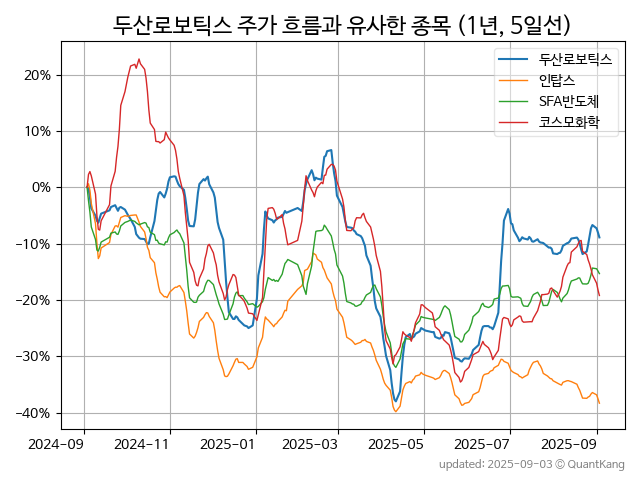 두산로보틱스 주가 흐름과 유사한 종목 (1년, 5일선)
두산로보틱스
인탑스
SFA반도체
코스모화학
20%
10%
0%
−10%
−20%
−30%
−40%
2024-09 2024-11 2025-01 2025-03 2025-05 2025-07 2025-09
updated: 2025-09-03 ⓒ QuantKang